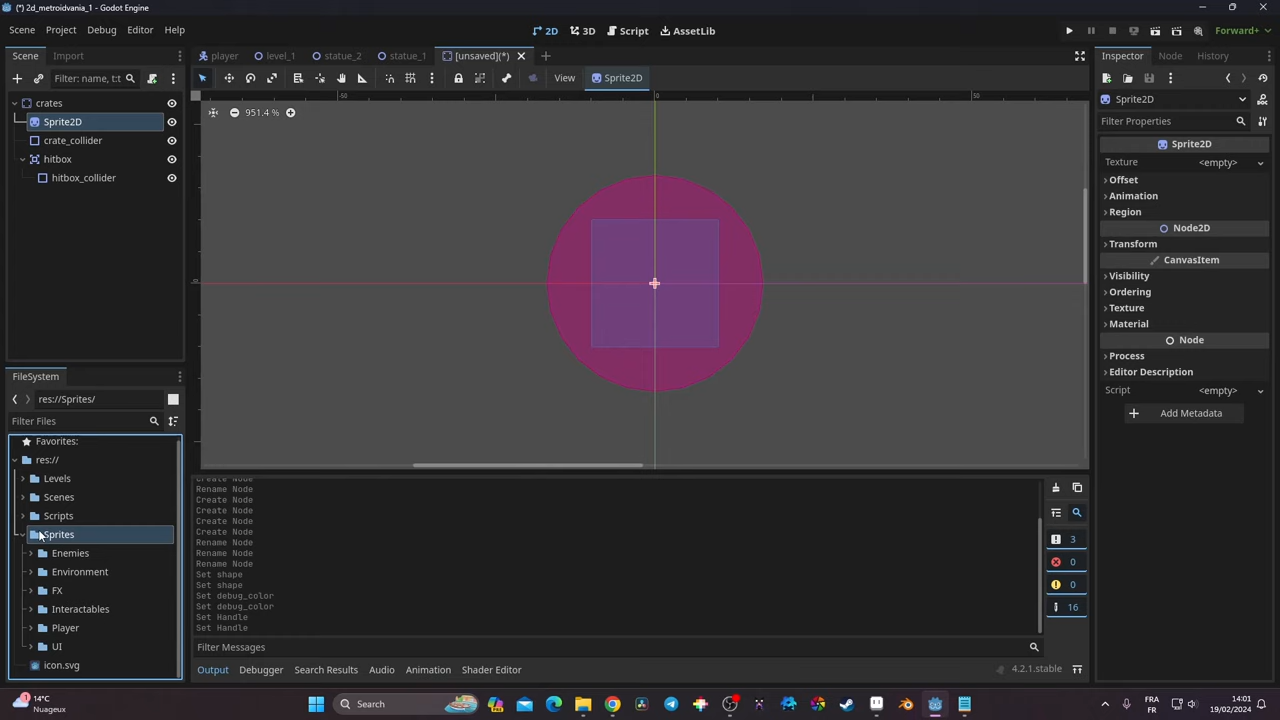 (*) 2d_metroidvania_1 - Godot Engine
Scene Project Debug Editor Help
2D 3D Script AssetLib
Forward+
Scene Import
player level_1 statue_2 statue_1 [unsaved](*)
Inspector Node History
Filter: name, t:t
View Sprite2D
crates
Sprite2D
crate_collider
hitbox
hitbox_collider
-50 0 50
951.4 %
0
Sprite2D
Filter Properties
Sprite2D
Texture <empty>
Offset
Animation
Region
Node2D
Transform
CanvasItem
Visibility
Ordering
Texture
Material
Node
Process
Editor Description
Script <empty>
Add Metadata
FileSystem
res://Sprites/
Filter Files
Favorites:
res://
Levels
Scenes
Scripts
Sprites
Enemies
Environment
FX
Interactables
Player
UI
icon.svg
Create Node
Rename Node
Create Node
Create Node
Create Node
Create Node
Rename Node
Rename Node
Rename Node
Set shape
Set shape
Set debug_color
Set debug_color
Set Handle
Set Handle
3
0
0
16
Filter Messages
Output Debugger Search Results Audio Animation Shader Editor
4.2.1.stable
14°C
Nuageux
Search
FRA
FR
14:01
19/02/2024